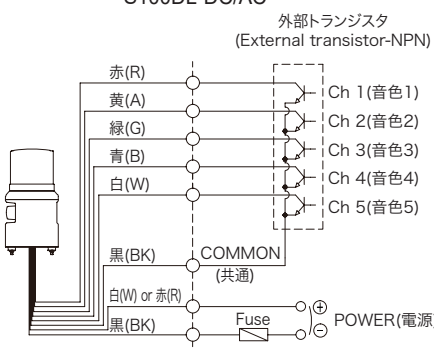 外部トランジスタ
(External transistor-NPN)
赤(R)
Ch 1(音色1)
黄(A)
Ch 2(音色2)
緑(G)
Ch 3(音色3)
青(B)
Ch 4(音色4)
白(W)
Ch 5(音色5)
黒(BK)
COMMON
(共通)
白(W) or 赤(R)
⊕
Fuse
POWER(電源
黒(BK)
⊖